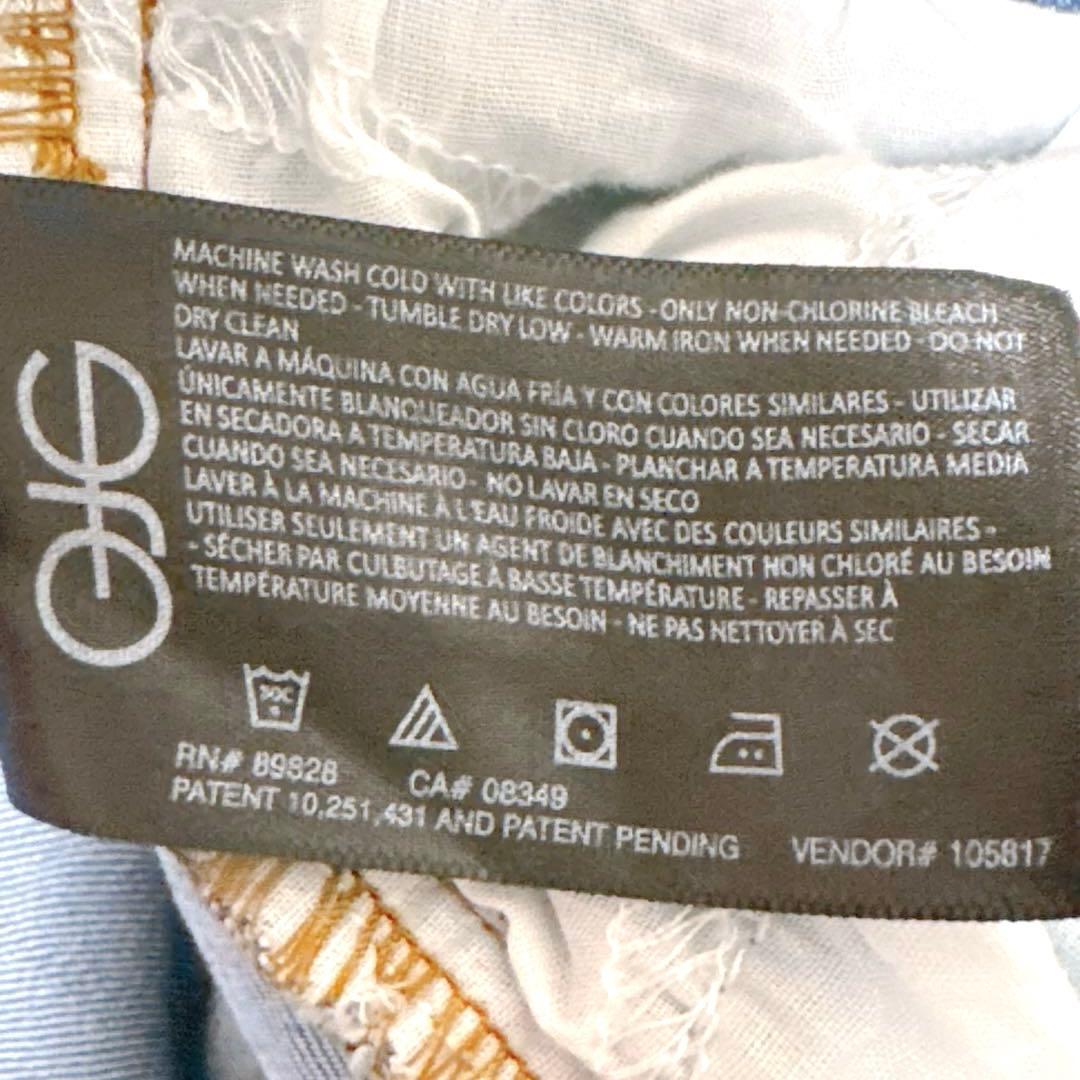 MACHINE WASH COLD WITH LIKE COLORS - ONLY NON-CHLORINE BLEACH
WHEN NEEDED - TUMBLE DRY LOW - WARM IRON WHEN NEEDED - DO NOT
DRY CLEAN
LAVAR A MÁQUINA CON AGUA FRÍA Y CON COLORES SIMILARES - UTILIZAR
ÚNICAMENTE BLANQUEADOR SIN CLORO CUANDO SEA NECESARIO - SECAR
EN SECADORA A TEMPERATURA BAJA - PLANCHAR A TEMPERATURA MEDIA
CUANDO SEA NECESARIO - NO LAVAR EN SECO
LAVER À LA MACHINE À L'EAU FROIDE AVEC DES COULEURS SIMILAIRES -
UTILISER SEULEMENT UN AGENT DE BLANCHIMENT NON CHLORÉ AU BESOIN
- SÉCHER PAR CULBUTAGE À BASSE TEMPÉRATURE - REPASSER À
TEMPÉRATURE MOYENNE AU BESOIN - NE PAS NETTOYER À SEC
RN# 89828
CA# 08349
PATENT 10,251,431 AND PATENT PENDING
VENDOR# 105817